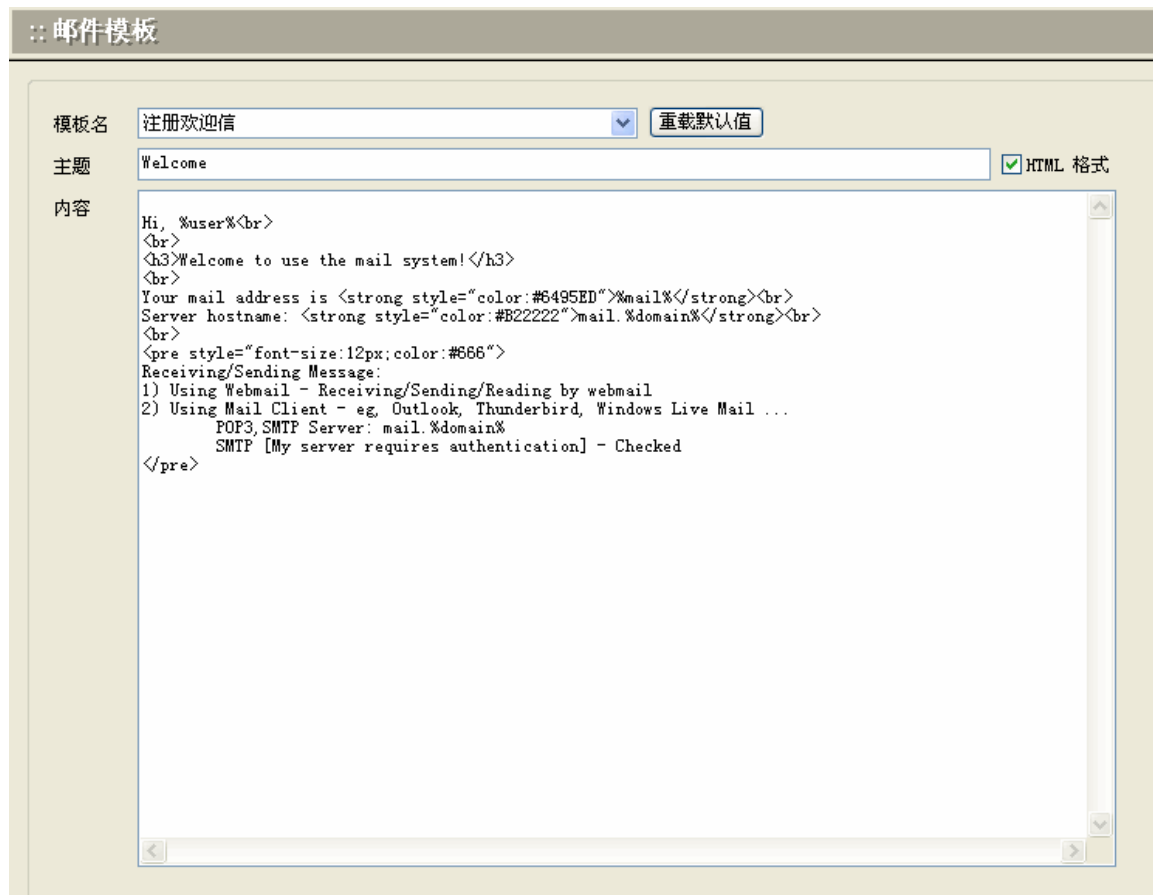 :: 邮件模板
模板名 注册欢迎信 重载默认值
主题 Welcome HTML 格式
内容
Hi, %user%<br>
<br>
<h3>Welcome to use the mail system!</h3>
<br>
Your mail address is <strong style="color:#6495ED">%mail%</strong><br>
Server hostname: <strong style="color:#B22222">mail.%domain%</strong><br>
<br>
<pre style="font-size:12px;color:#666">
Receiving/Sending Message:
1) Using Webmail - Receiving/Sending/Reading by webmail
2) Using Mail Client - eg, Outlook, Thunderbird, Windows Live Mail ...
POP3,SMTP Server: mail.%domain%
SMTP [My server requires authentication] - Checked
</pre>